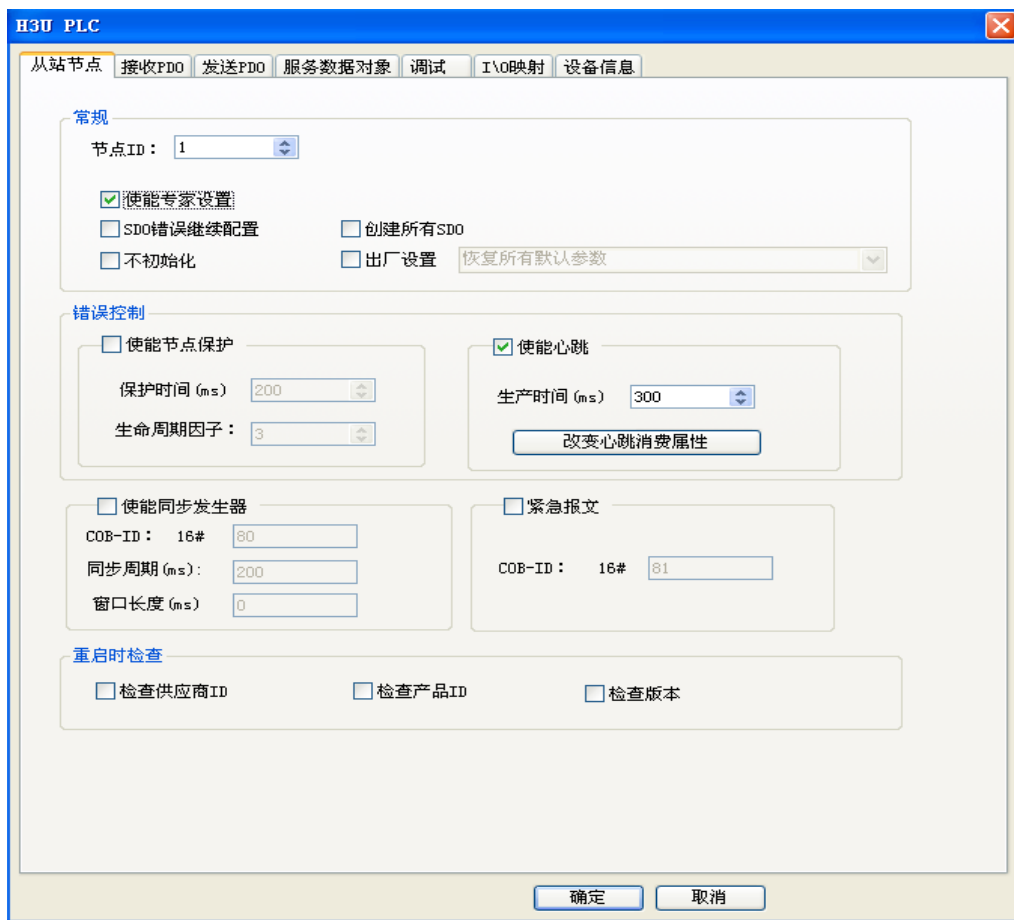 H3U PLC
从站节点 接收PDO 发送PDO 服务数据对象 调试 I\O映射 设备信息
常规
节点ID： 1
使能专家设置
SDO错误继续配置 创建所有SDO
不初始化 出厂设置 恢复所有默认参数
错误控制
使能节点保护 使能心跳
保护时间(ms) 200 生产时间(ms) 300
生命周期因子： 3 改变心跳消费属性
使能同步发生器 紧急报文
COB-ID： 16# 80
同步周期(ms): 200 COB-ID： 16# 81
窗口长度(ms) 0
重启时检查
检查供应商ID 检查产品ID 检查版本
确定 取消